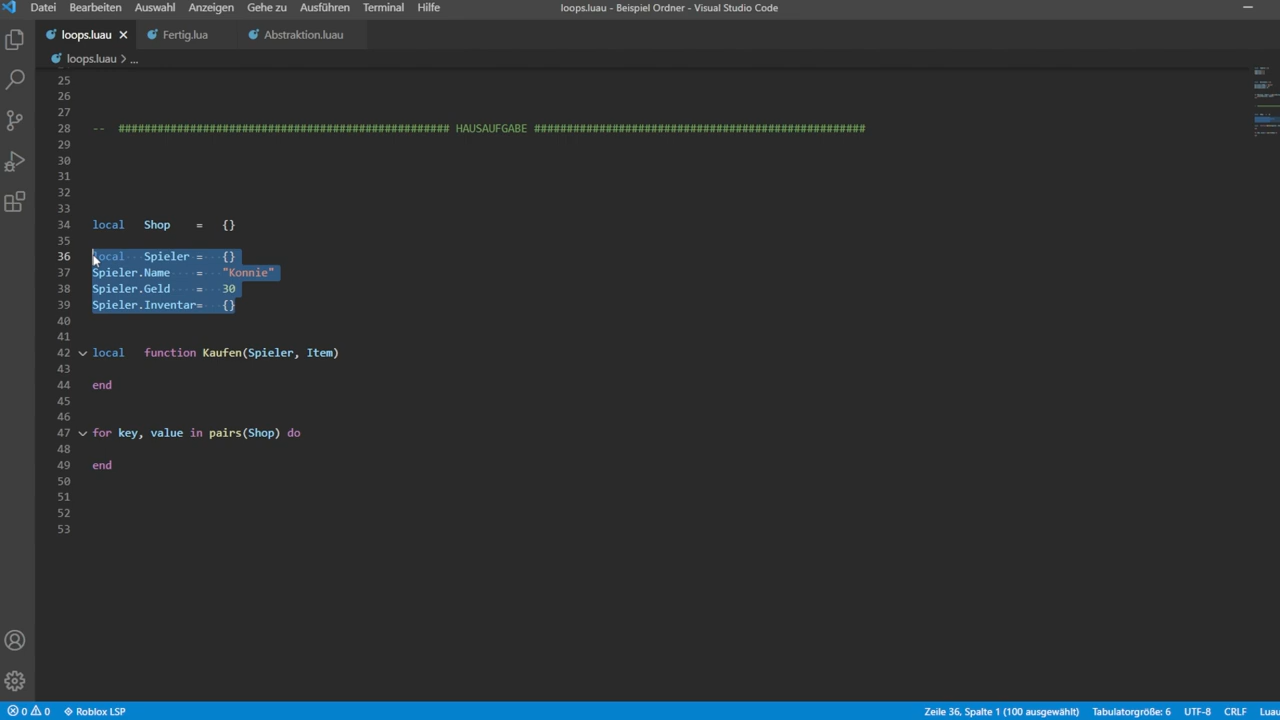 Datei Bearbeiten Auswahl Anzeigen Gehe zu Ausführen Terminal Hilfe loops.luau - Beispiel Ordner - Visual Studio Code
loops.luau Fertig.lua Abstraktion.luau
loops.luau > ...
25
26
27
28 -- ################################################### HAUSAUFGABE ###################################################
29
30
31
32
33
34 local Shop = {}
35
36 local Spieler = {}
37 Spieler.Name = "Konnie"
38 Spieler.Geld = 30
39 Spieler.Inventar= {}
40
41
42 local function Kaufen(Spieler, Item)
43
44 end
45
46
47 for key, value in pairs(Shop) do
48
49 end
50
51
52
53
0 0 Roblox LSP Zeile 36, Spalte 1 (100 ausgewählt) Tabulatorgröße: 6 UTF-8 CRLF Luau